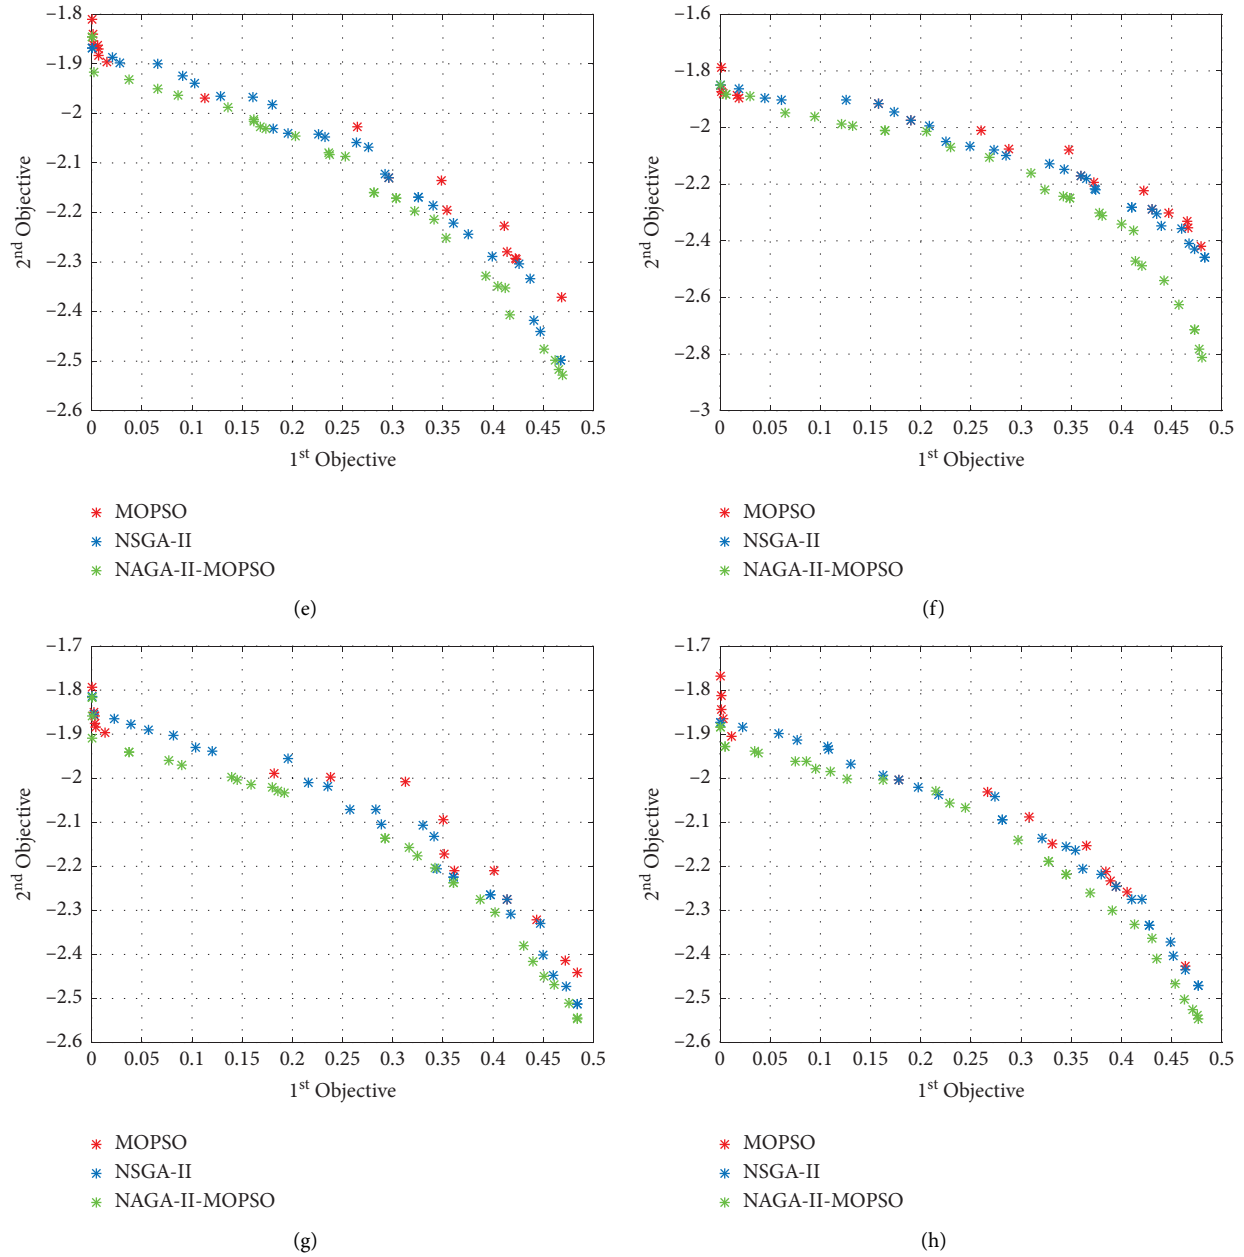 −1.8
−1.9
−2
−2.1
−2.2
−2.3
−2.4
−2.5
−2.6
2nd Objective
0 0.05 0.1 0.15 0.2 0.25 0.3 0.35 0.4 0.45 0.5
1st Objective
MOPSO
NSGA-II
NAGA-II-MOPSO
(e)
−1.6
−1.8
−2
−2.2
−2.4
−2.6
−2.8
−3
2nd Objective
0 0.05 0.1 0.15 0.2 0.25 0.3 0.35 0.4 0.45 0.5
1st Objective
MOPSO
NSGA-II
NAGA-II-MOPSO
(f)
−1.7
−1.8
−1.9
−2
−2.1
−2.2
−2.3
−2.4
−2.5
−2.6
2nd Objective
0 0.05 0.1 0.15 0.2 0.25 0.3 0.35 0.4 0.45 0.5
1st Objective
MOPSO
NSGA-II
NAGA-II-MOPSO
(g)
−1.7
−1.8
−1.9
−2
−2.1
−2.2
−2.3
−2.4
−2.5
−2.6
2nd Objective
0 0.05 0.1 0.15 0.2 0.25 0.3 0.35 0.4 0.45 0.5
1st Objective
MOPSO
NSGA-II
NAGA-II-MOPSO
(h)